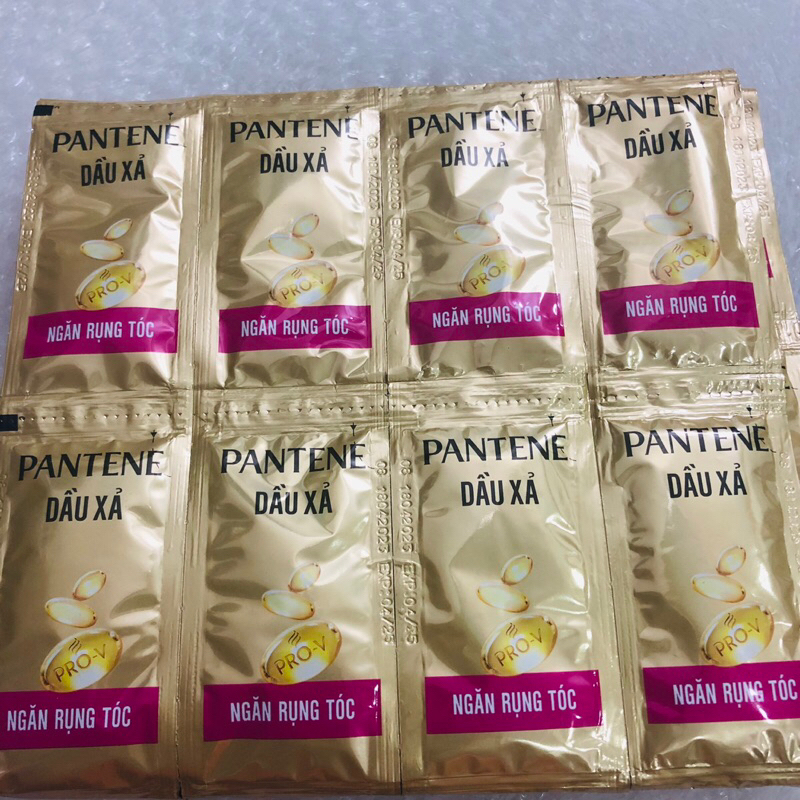 PANTENE
DẦU XẢ
PRO-V
NGĂN RỤNG TÓC
PANTENE
DẦU XẢ
PRO-V
NGĂN RỤNG TÓC
PANTENE
DẦU XẢ
PRO-V
NGĂN RỤNG TÓC
PANTENE
DẦU XẢ
PRO-V
NGĂN RỤNG TÓC
PANTENE
DẦU XẢ
PRO-V
NGĂN RỤNG TÓC
PANTENE
DẦU XẢ
PRO-V
NGĂN RỤNG TÓC
PANTENE
DẦU XẢ
PRO-V
NGĂN RỤNG TÓC
PANTENE
DẦU XẢ
PRO-V
NGĂN RỤNG TÓC